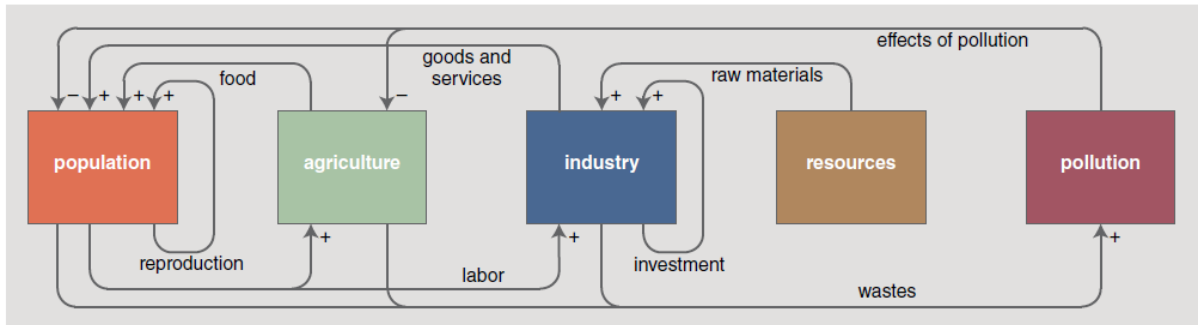 effects of pollution
goods and
services
food
raw materials
− + + + − + +
population
agriculture
industry
resources
pollution
+ + +
reproduction
labor
investment
wastes